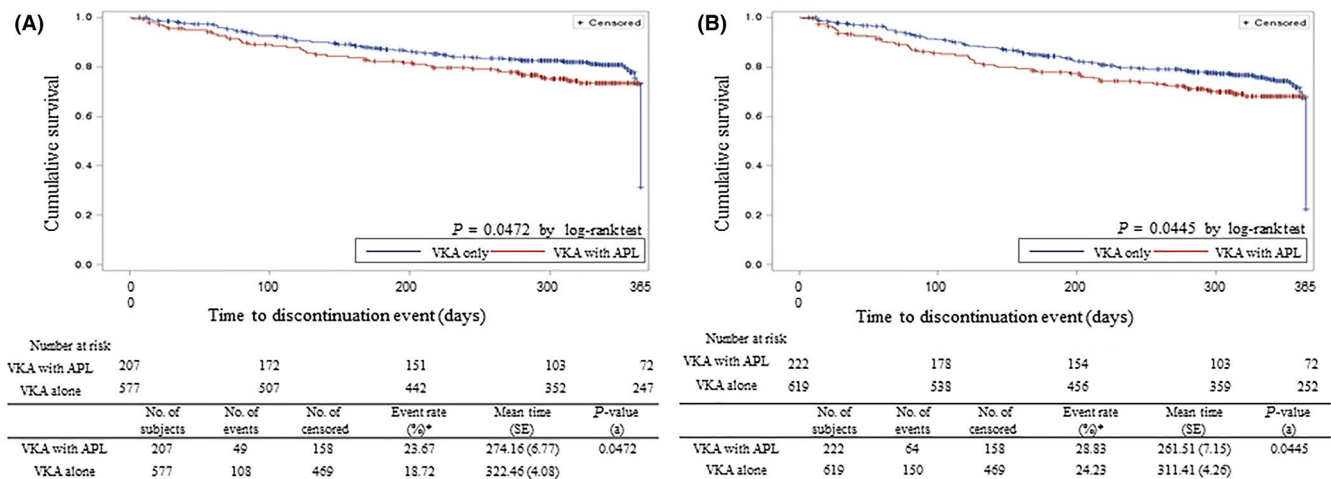 (A)
+ Censored
1.0
0.8
0.6
0.4
0.2
0.0
Cumulative survival
P = 0.0472 by log-rank test
VKA only VKA with APL
0 100 200 300 365
0
Time to discontinuation event (days)
Number at risk
VKA with APL 207 172 151 103 72
VKA alone 577 507 442 352 247
No. of subjects No. of events No. of censored Event rate (%)* Mean time (SE) P-value (a)
VKA with APL 207 49 158 23.67 274.16 (6.77) 0.0472
VKA alone 577 108 469 18.72 322.46 (4.08)
(B)
+ Censored
1.0
0.8
0.6
0.4
0.2
0.0
Cumulative survival
P = 0.0445 by log-rank test
VKA only VKA with APL
0 100 200 300 365
0
Time to discontinuation event (days)
Number at risk
VKA with APL 222 178 154 103 72
VKA alone 619 538 456 359 252
No. of subjects No. of events No. of censored Event rate (%)* Mean time (SE) P-value (a)
VKA with APL 222 64 158 28.83 261.51 (7.15) 0.0445
VKA alone 619 150 469 24.23 311.41 (4.26)